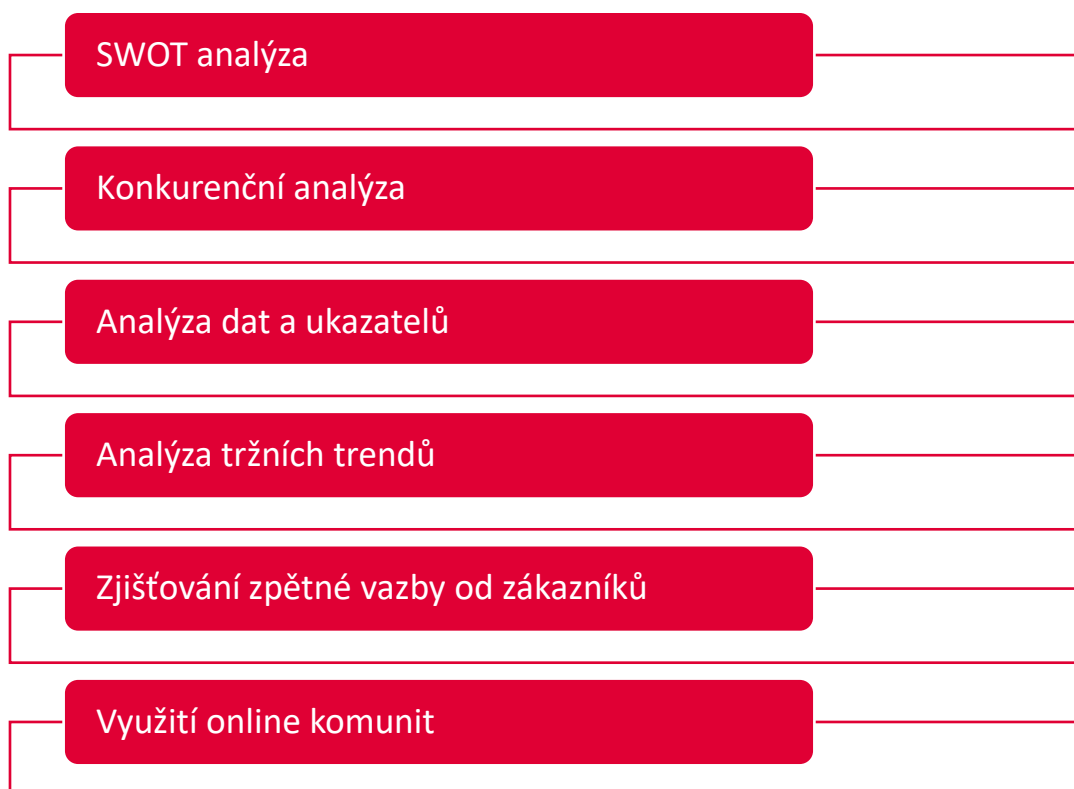 SWOT analýza
Konkurenční analýza
Analýza dat a ukazatelů
Analýza tržních trendů
Zjišťování zpětné vazby od zákazníků
Využití online komunit